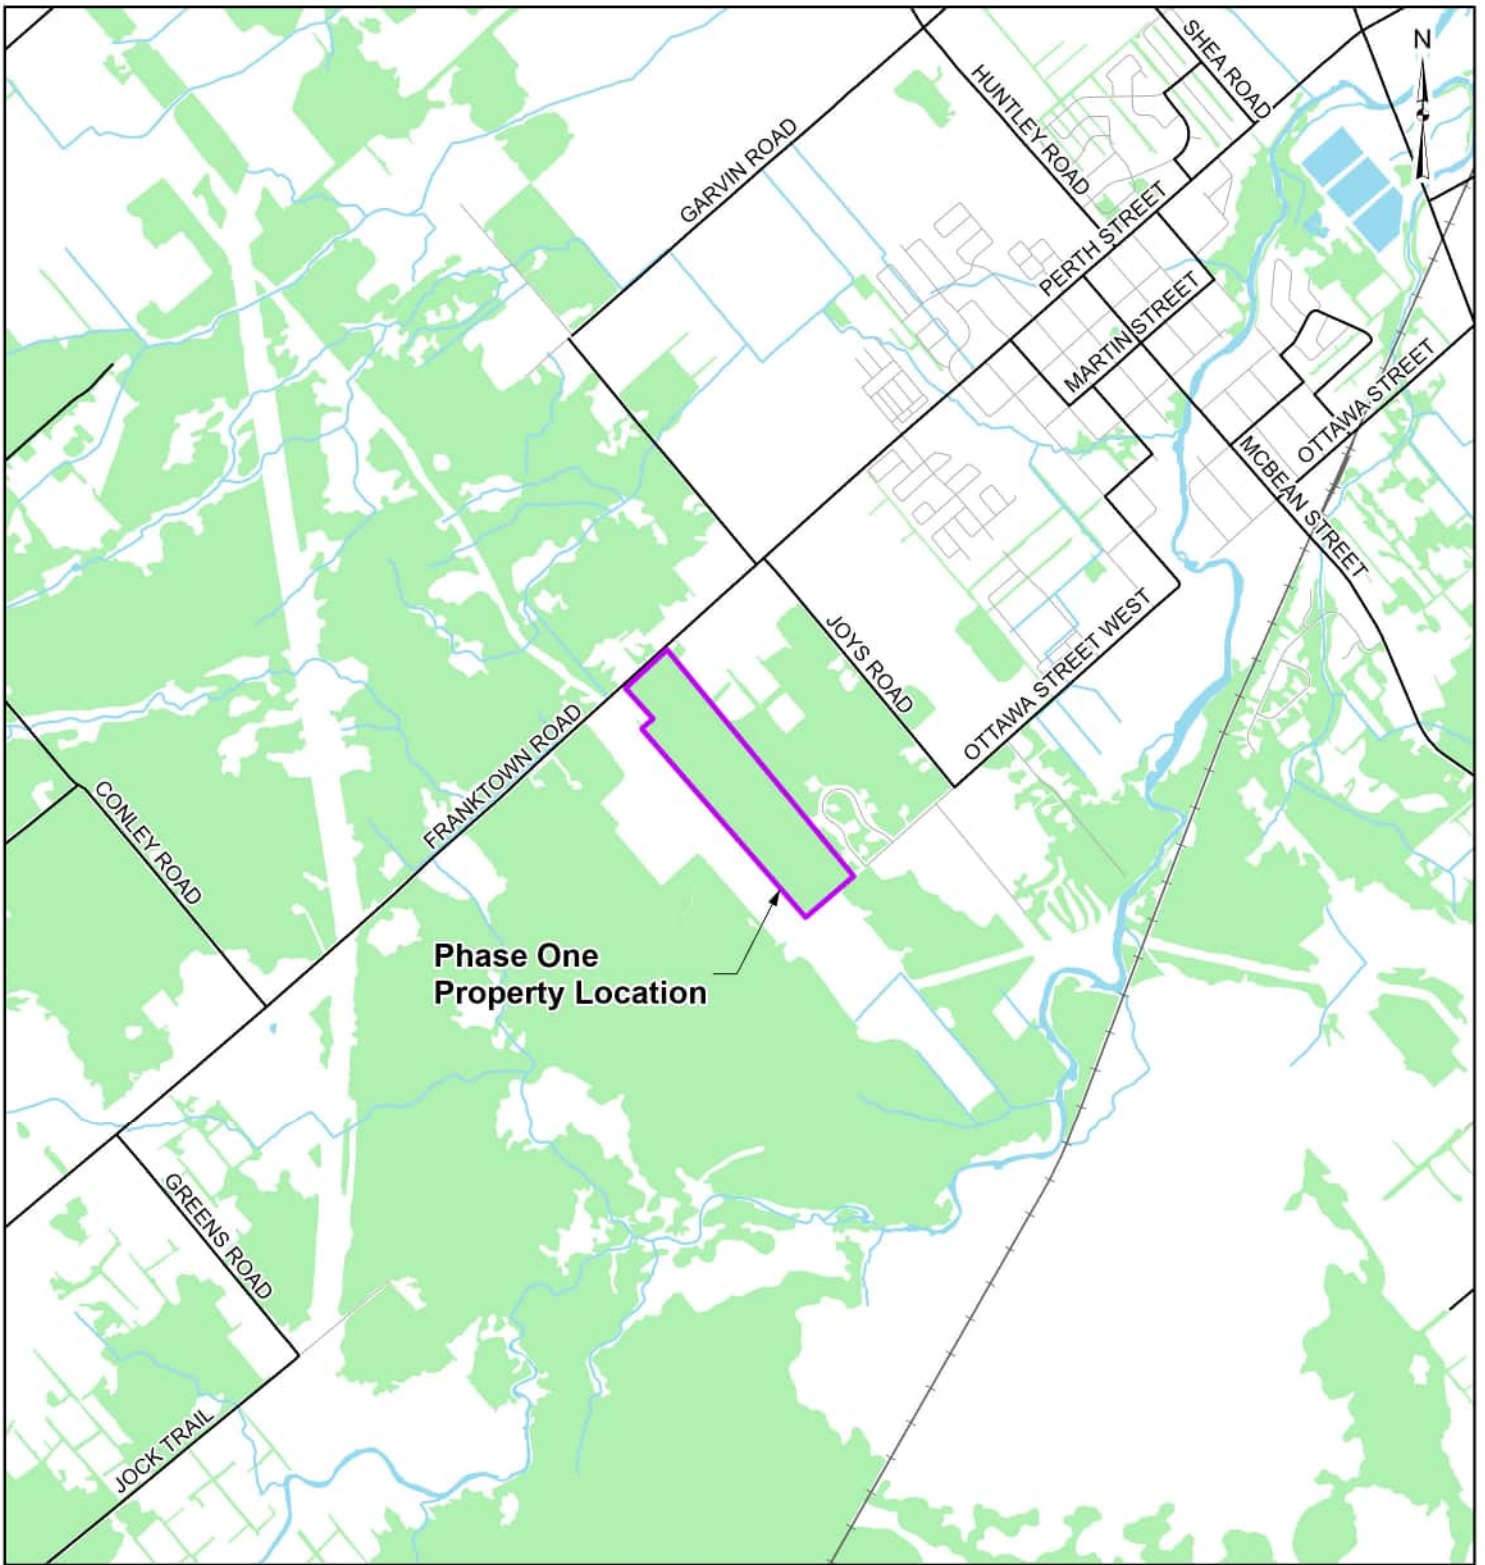 N
SHEA ROAD
HUNTLEY ROAD
GARVIN ROAD
PERTH STREET
MARTIN STREET
OTTAWA STREET
MCBEAN STREET
JOYS ROAD
OTTAWA STREET WEST
FRANKTOWN ROAD
CONLEY ROAD
Phase One
Property Location
GREENS ROAD
JOCK TRAIL